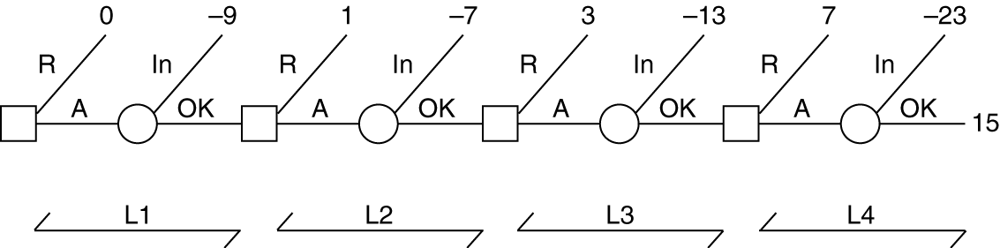 0 –9 1 –7 3 –13 7 –23
R In R In R In R In
A OK A OK A OK A OK 15
L1 L2 L3 L4